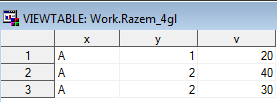 VIEWTABLE: Work.Razem_4gl
x y v
1 A 1 20
2 A 2 40
3 A 2 30